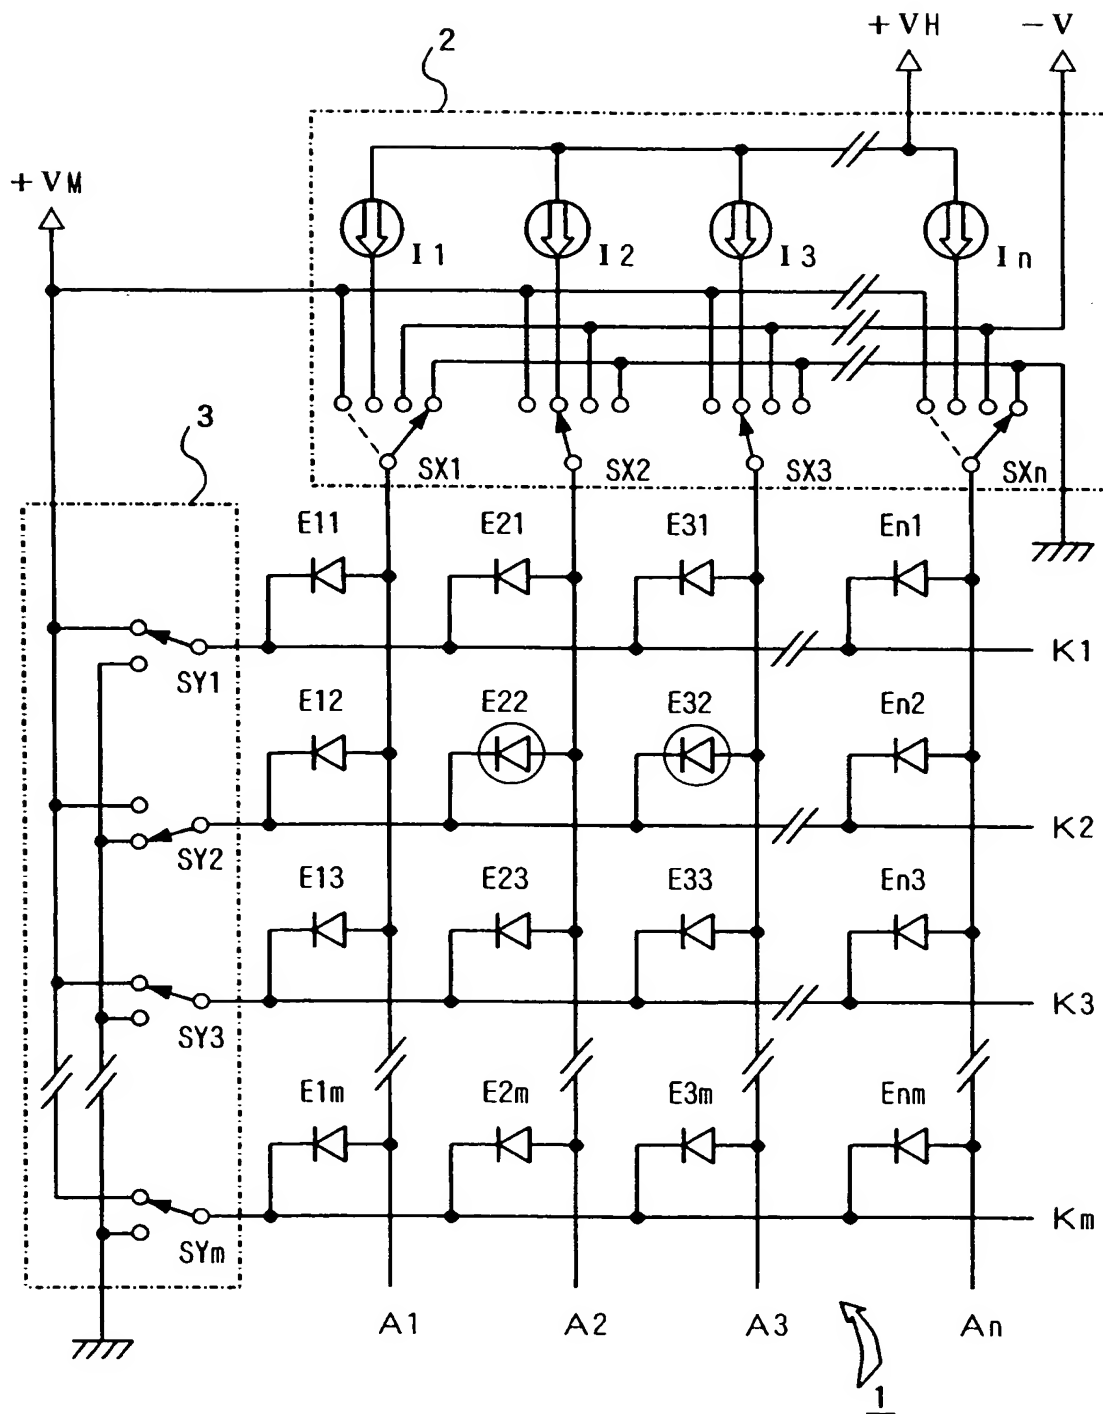 2
+VH
-V
+VM
I1
I2
I3
In
3
SX1
SX2
SX3
SXn
E11
E21
E31
En1
SY1
K1
E12
E22
E32
En2
SY2
K2
E13
E23
E33
En3
SY3
K3
E1m
E2m
E3m
Enm
SYm
Km
A1
A2
A3
An
1